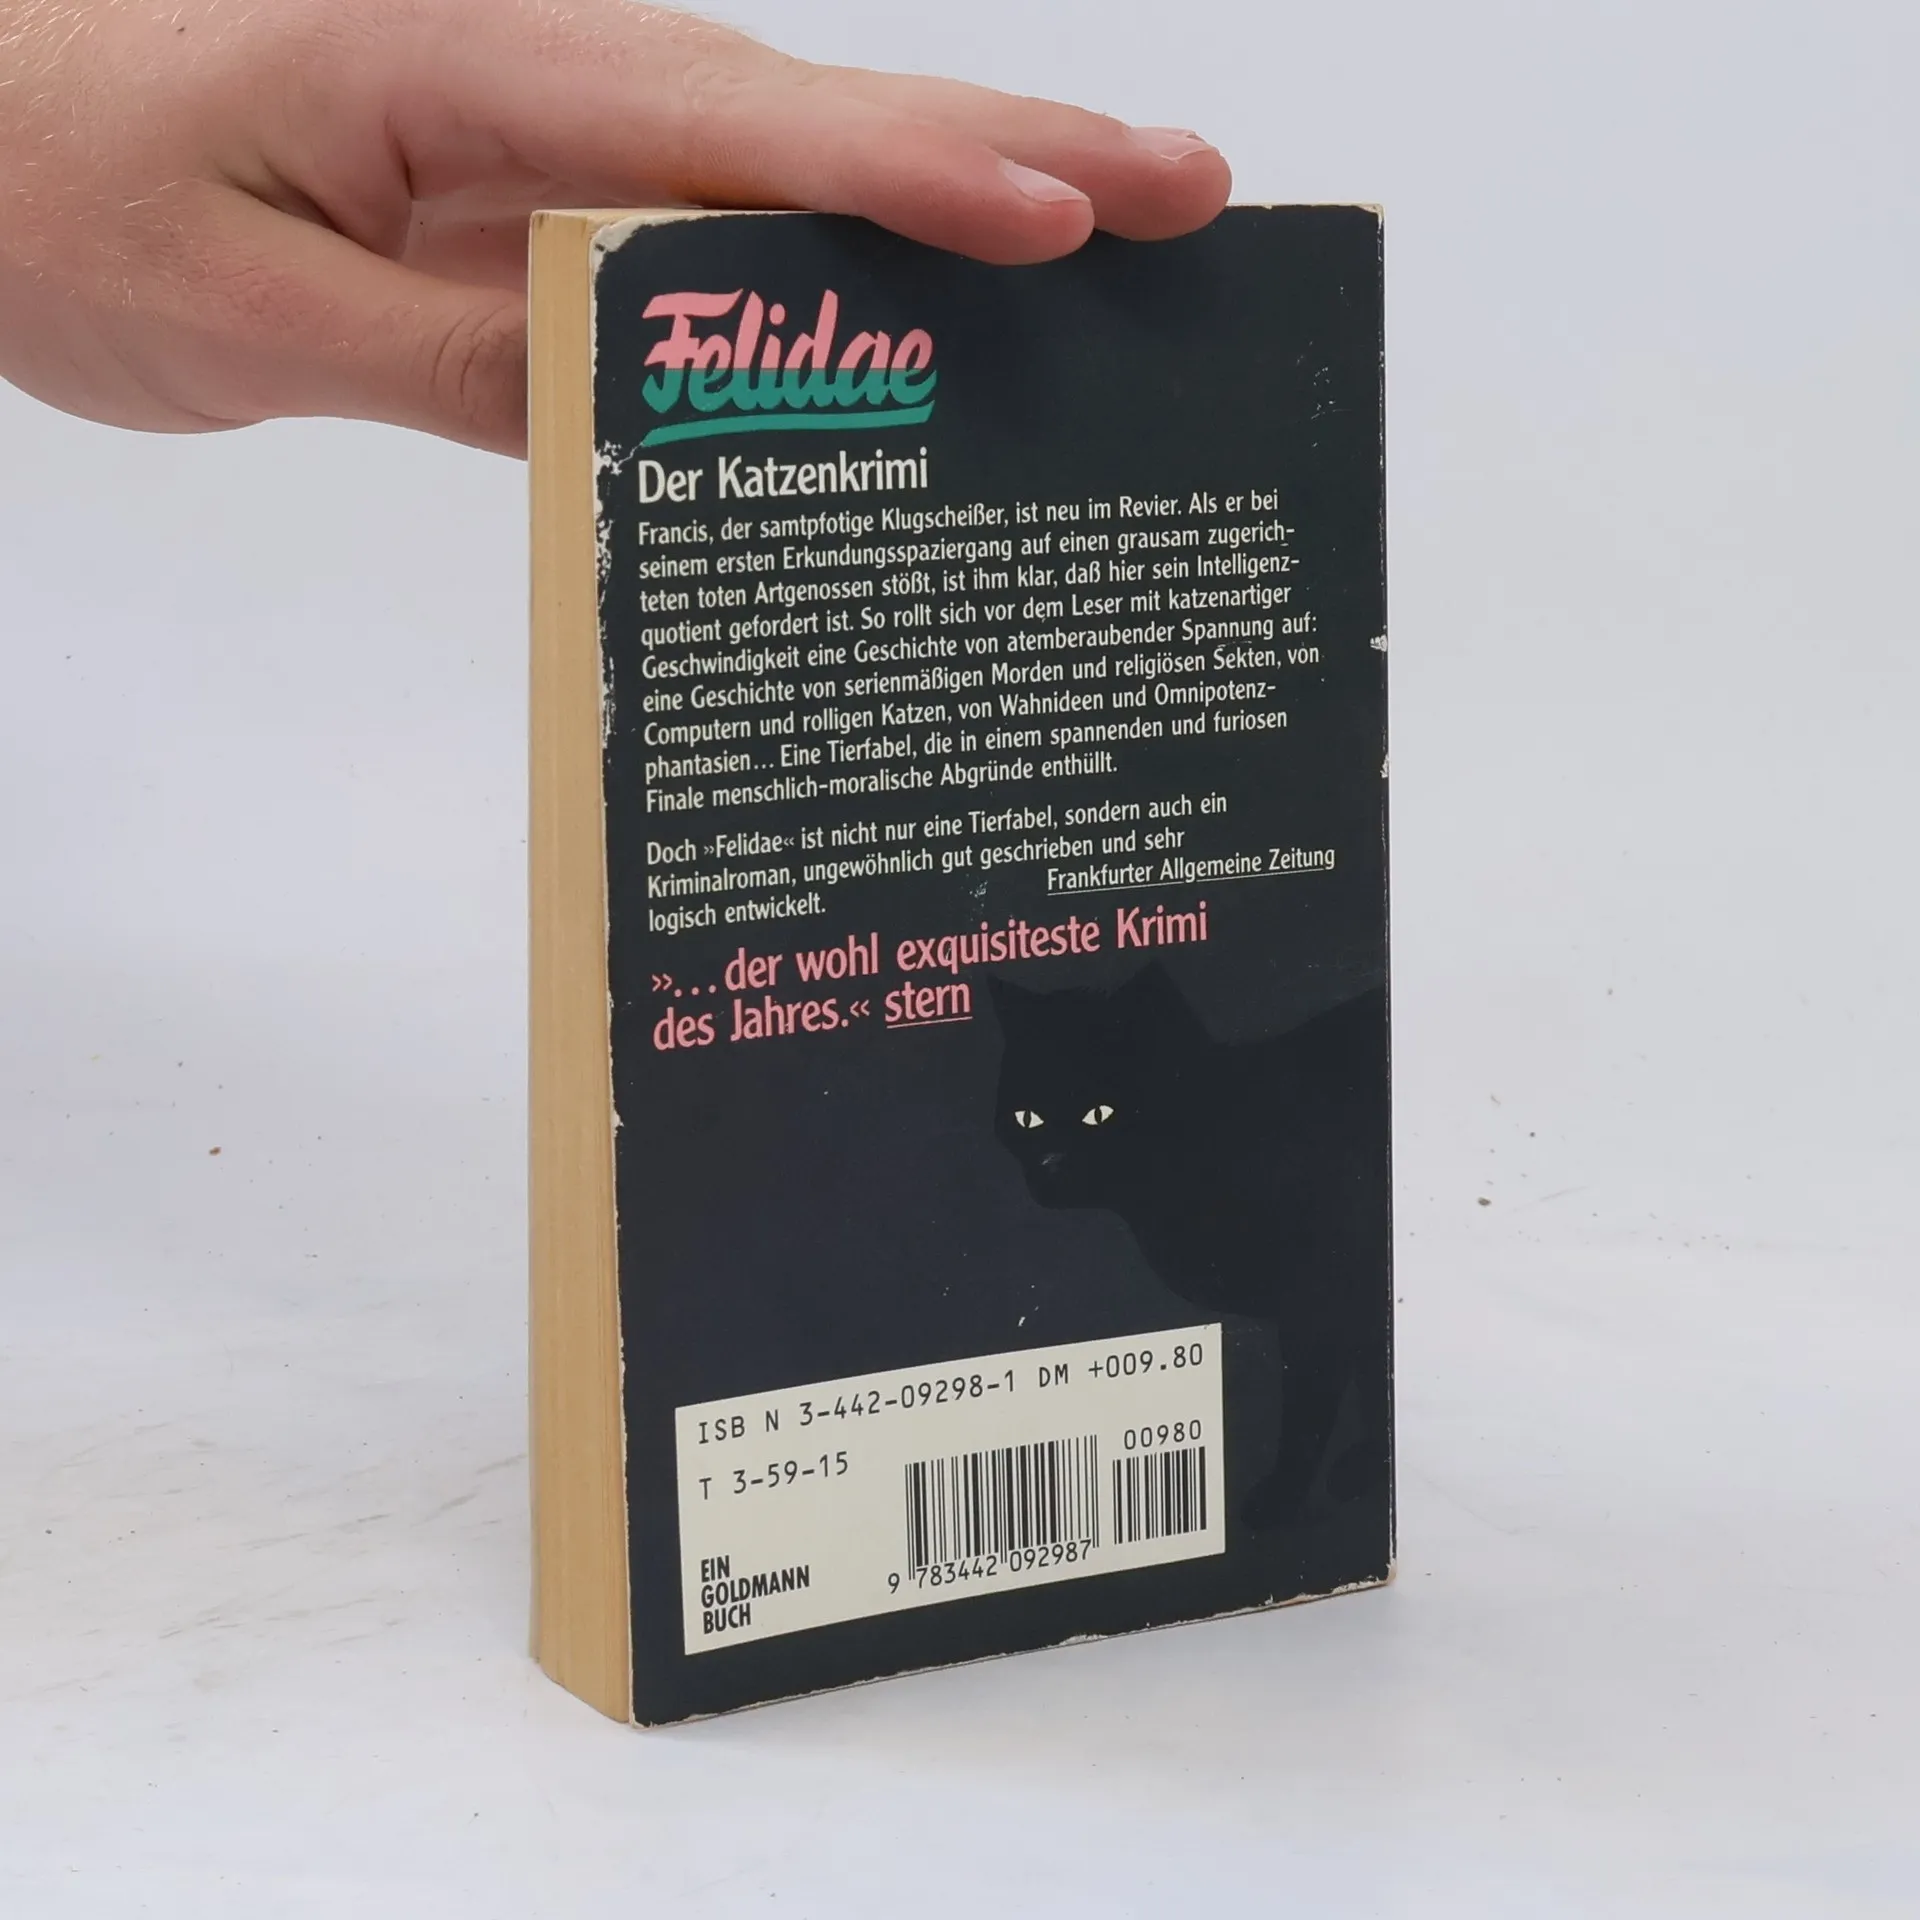 Felidae
Der Katzenkrimi
Francis, der samtpfotige Klugscheißer, ist neu im Revier. Als er bei
seinem ersten Erkundungsspaziergang auf einen grausam zugerich-
teten toten Artgenossen stößt, ist ihm klar, daß hier sein Intelligenz-
quotient gefordert ist. So rollt sich vor dem Leser mit katzenartiger
Geschwindigkeit eine Geschichte von atemberaubender Spannung auf:
eine Geschichte von serienmäßigen Morden und religiösen Sekten, von
Computern und rolligen Katzen, von Wahnideen und Omnipotenz-
phantasien... Eine Tierfabel, die in einem spannenden und furiosen
Finale menschlich-moralische Abgründe enthüllt.
Doch »Felidae« ist nicht nur eine Tierfabel, sondern auch ein
Kriminalroman, ungewöhnlich gut geschrieben und sehr
logisch entwickelt. Frankfurter Allgemeine Zeitung
»... der wohl exquisiteste Krimi
des Jahres.« stern
ISB N 3-442-09298-1 DM +009.80
T 3-59-15 00980
EIN
GOLDMANN
BUCH
9 783442 092987